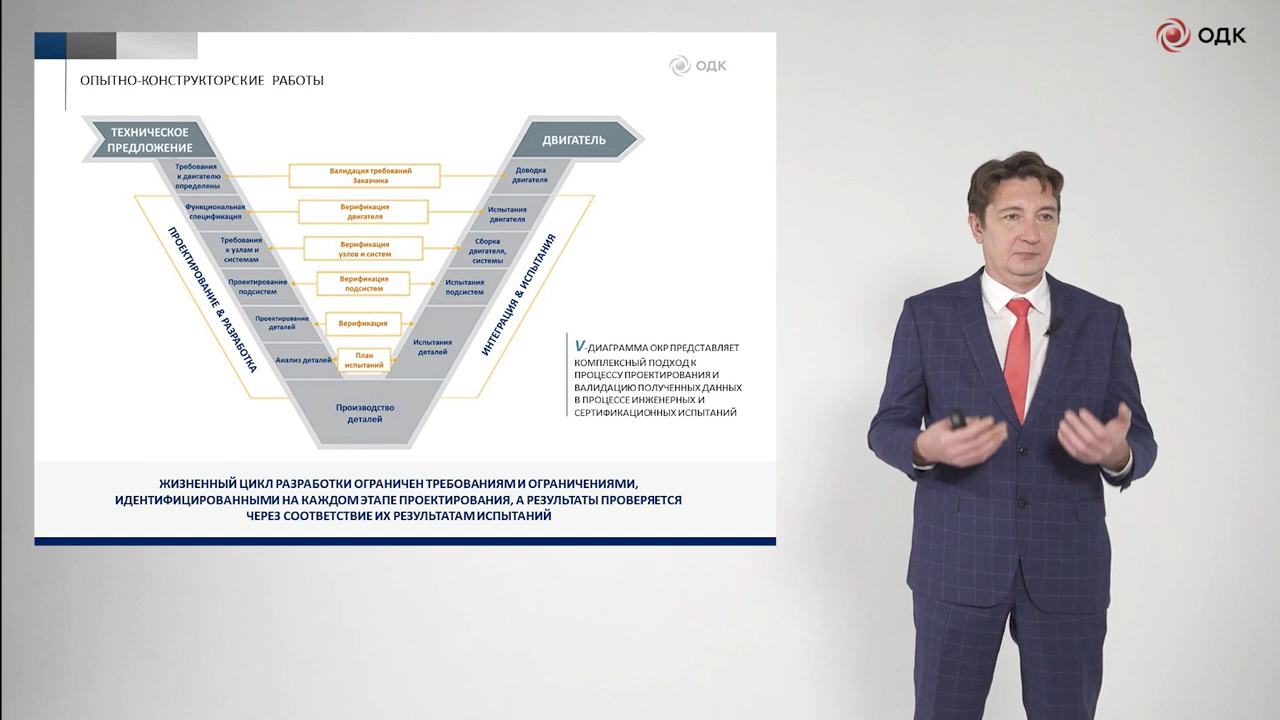 ОДК
ОДК
ОПЫТНО-КОНСТРУКТОРСКИЕ РАБОТЫ
ТЕХНИЧЕСКОЕ
ПРЕДЛОЖЕНИЕ
ДВИГАТЕЛЬ
Требования
к двигателю
определены
Валидация требований
Заказчика
Доводка
двигателя
Функциональная
спецификация
Верификация
двигателя
Испытания
двигателя
Требования
к узлам и
системам
Верификация
узлов и систем
Сборка
двигателя,
системы
Проектирование
подсистем
Верификация
подсистем
Испытания
подсистем
Проектирование
деталей
Верификация
Испытания
деталей
Анализ деталей
План
испытаний
Производство
деталей
ПРОЕКТИРОВАНИЕ & РАЗРАБОТКА
ИНТЕГРАЦИЯ & ИСПЫТАНИЯ
V-ДИАГРАММА ОКР ПРЕДСТАВЛЯЕТ
КОМПЛЕКСНЫЙ ПОДХОД К
ПРОЦЕССУ ПРОЕКТИРОВАНИЯ И
ВАЛИДАЦИЮ ПОЛУЧЕННЫХ ДАННЫХ
В ПРОЦЕССЕ ИНЖЕНЕРНЫХ И
СЕРТИФИКАЦИОННЫХ ИСПЫТАНИЙ
ЖИЗНЕННЫЙ ЦИКЛ РАЗРАБОТКИ ОГРАНИЧЕН ТРЕБОВАНИЯМ И ОГРАНИЧЕНИЯМИ,
ИДЕНТИФИЦИРОВАННЫМИ НА КАЖДОМ ЭТАПЕ ПРОЕКТИРОВАНИЯ, А РЕЗУЛЬТАТЫ ПРОВЕРЯЕТСЯ
ЧЕРЕЗ СООТВЕТСТВИЕ ИХ РЕЗУЛЬТАТАМ ИСПЫТАНИЙ